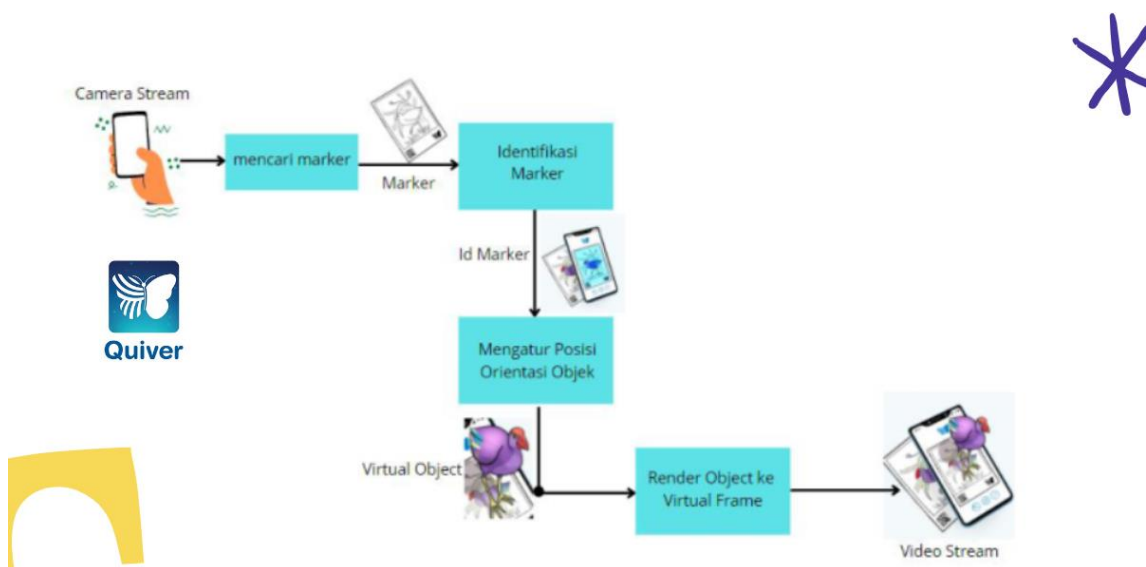 Camera Stream
mencari marker
Marker
Identifikasi
Marker
Id Marker
Quiver
Mengatur Posisi
Orientasi Objek
Virtual Object
Render Object ke
Virtual Frame
Video Stream